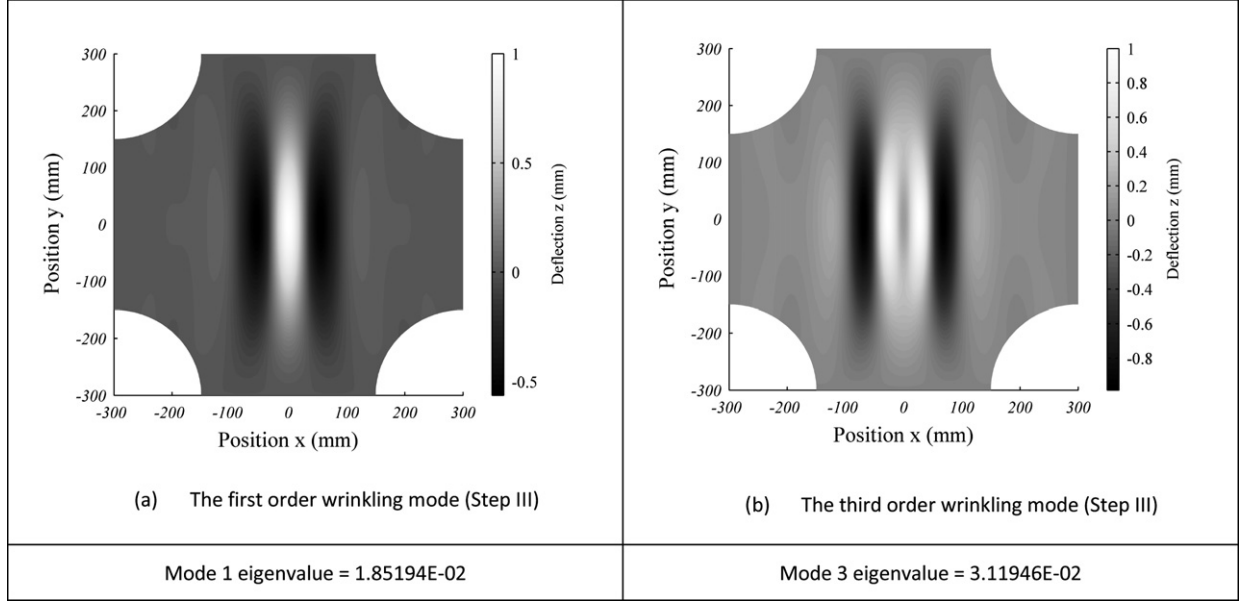 300
200
100
0
-100
-200
-300
Position y (mm)
-300 -200 -100 0 100 200 300
Position x (mm)
1
0.5
0
-0.5
Deflection z (mm)
(a) The first order wrinkling mode (Step III)
Mode 1 eigenvalue = 1.85194E-02
300
200
100
0
-100
-200
-300
Position y (mm)
-300 -200 -100 0 100 200 300
Position x (mm)
1
0.8
0.6
0.4
0.2
0
-0.2
-0.4
-0.6
-0.8
Deflection z (mm)
(b) The third order wrinkling mode (Step III)
Mode 3 eigenvalue = 3.11946E-02